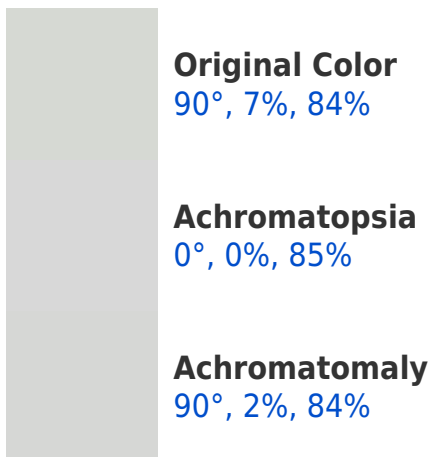 Original Color
90°, 7%, 84%
Achromatopsia
0°, 0%, 85%
Achromatomaly
90°, 2%, 84%